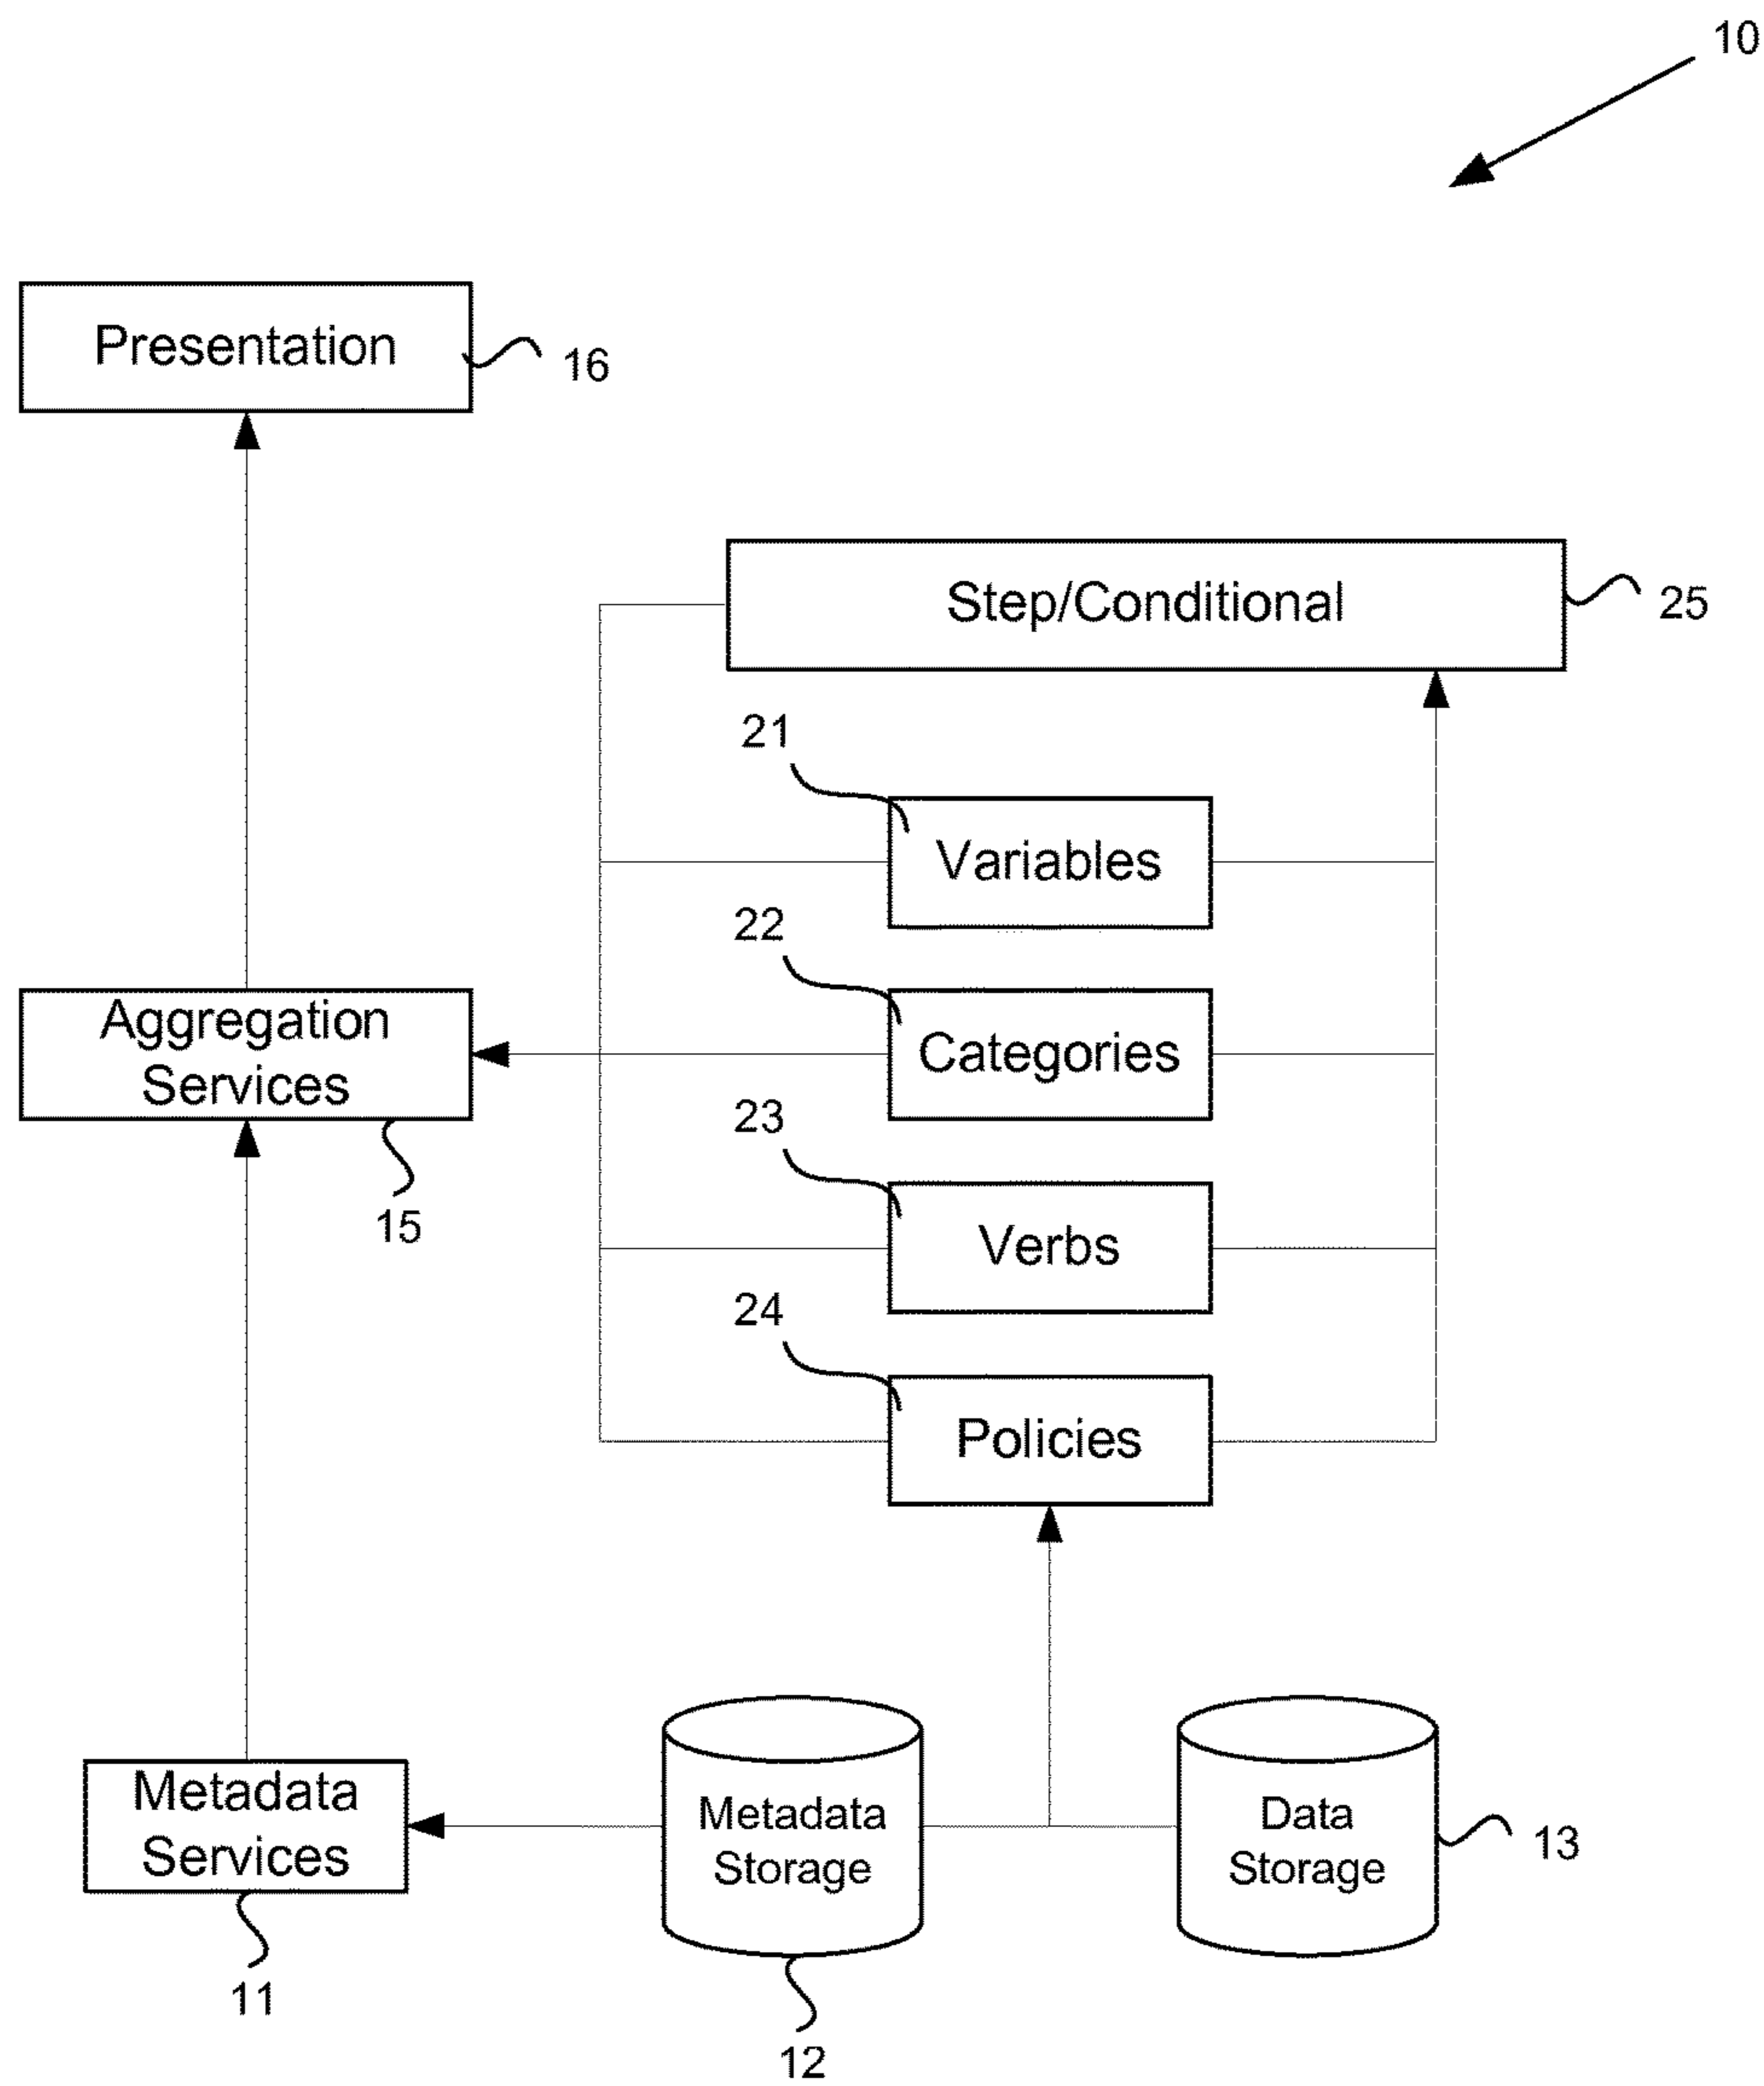 10
Presentation
16
Step/Conditional
25
21
Variables
22
Categories
Aggregation
Services
15
23
Verbs
24
Policies
Metadata
Services
11
Metadata
Storage
12
Data
Storage
13